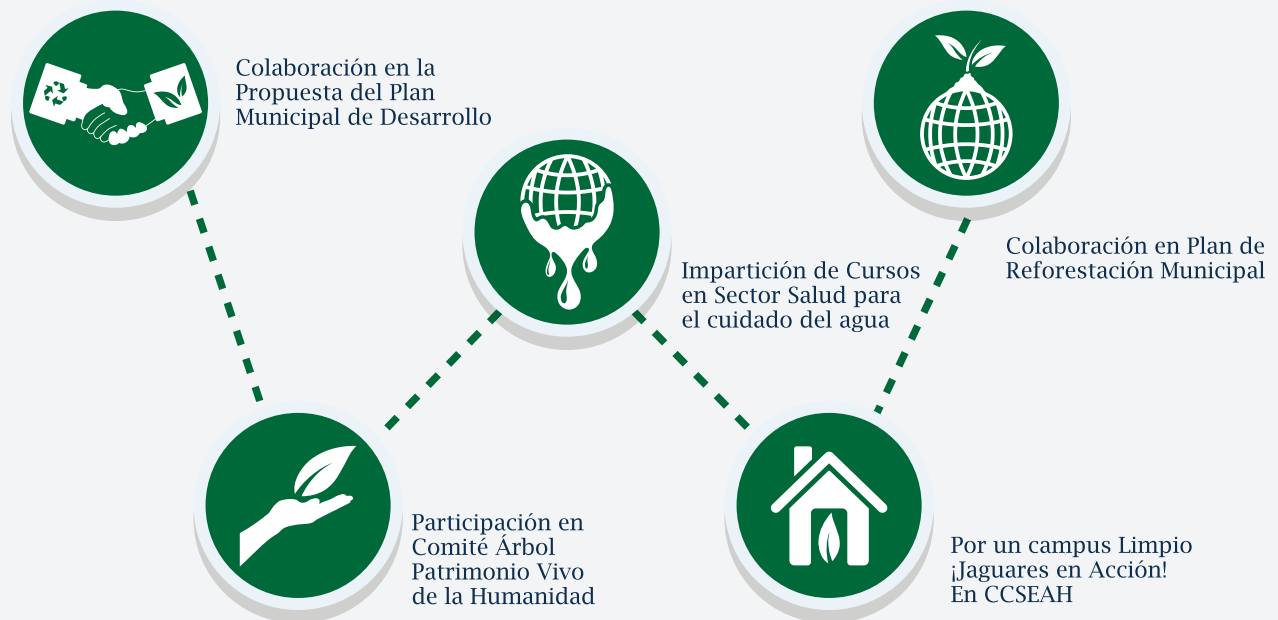 Colaboración en la
Propuesta del Plan
Municipal de Desarrollo
Participación en
Comité Árbol
Patrimonio Vivo
de la Humanidad
Impartición de Cursos
en Sector Salud para
el cuidado del agua
Por un campus Limpio
¡Jaguares en Acción!
En CCSEAH
Colaboración en Plan de
Reforestación Municipal